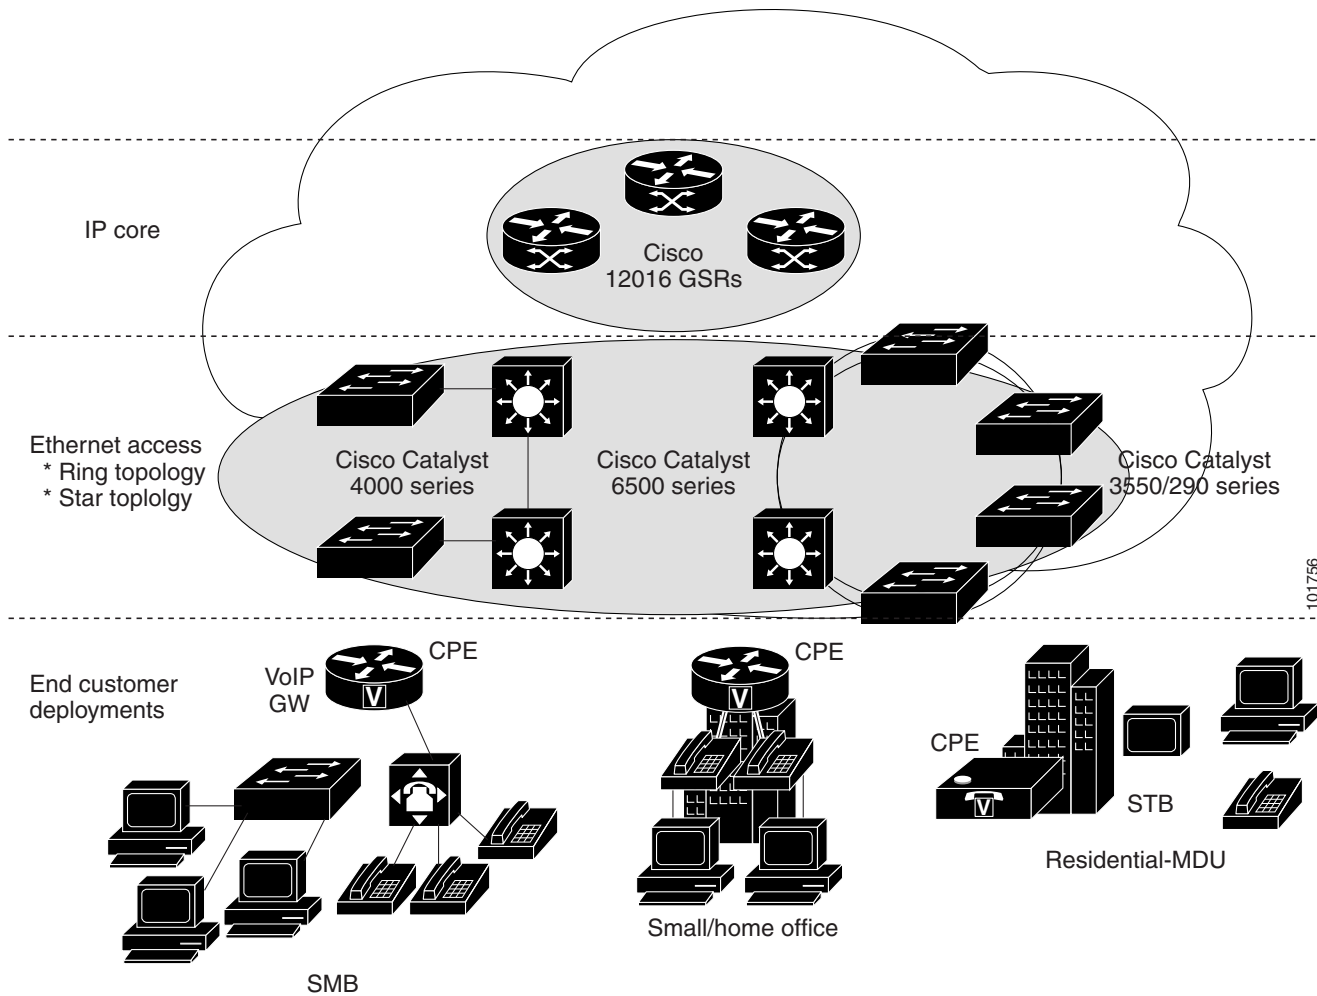 IP core
Cisco
12016 GSRs
Ethernet access
* Ring topology
* Star toplolgy
Cisco Catalyst
4000 series
Cisco Catalyst
6500 series
Cisco Catalyst
3550/290 series
101756
End customer
deployments
VoIP
GW
CPE
V
SMB
CPE
V
Small/home office
CPE
V
STB
Residential-MDU